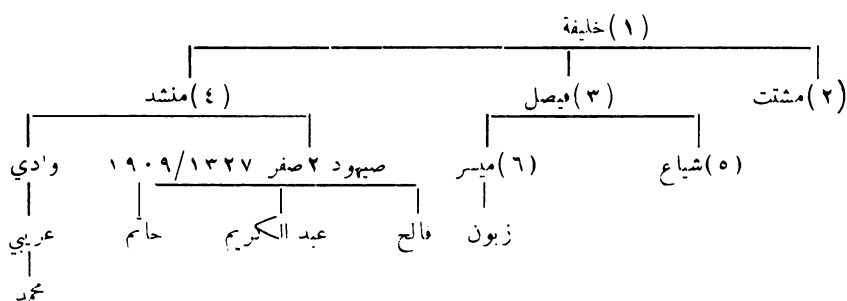 (١) خليفة
(٢) مشتت (٣) فيصل (٤) منشد
(٥) شياع (٦) ميسر صيهود ٢ صفر ١٣٢٧/١٩٠٩ وادي
زبون فالح عبد الكريم حاتم عريبي
محمد